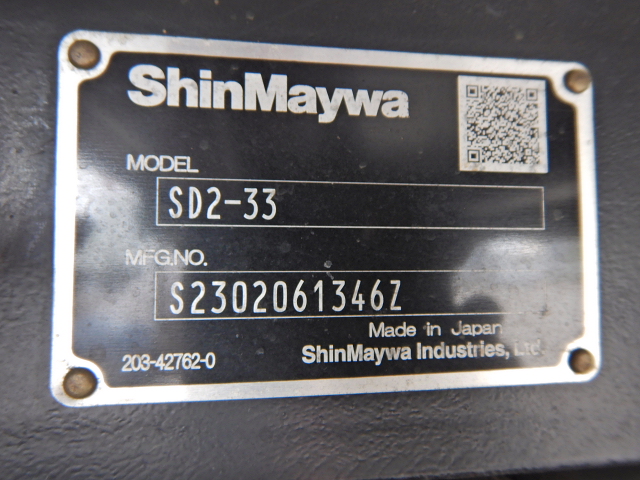 ShinMaywa
MODEL
SD2-33
MFG.NO.
S2302061346Z
Made in Japan
203-42762-0
ShinMaywa Industries, Ltd.